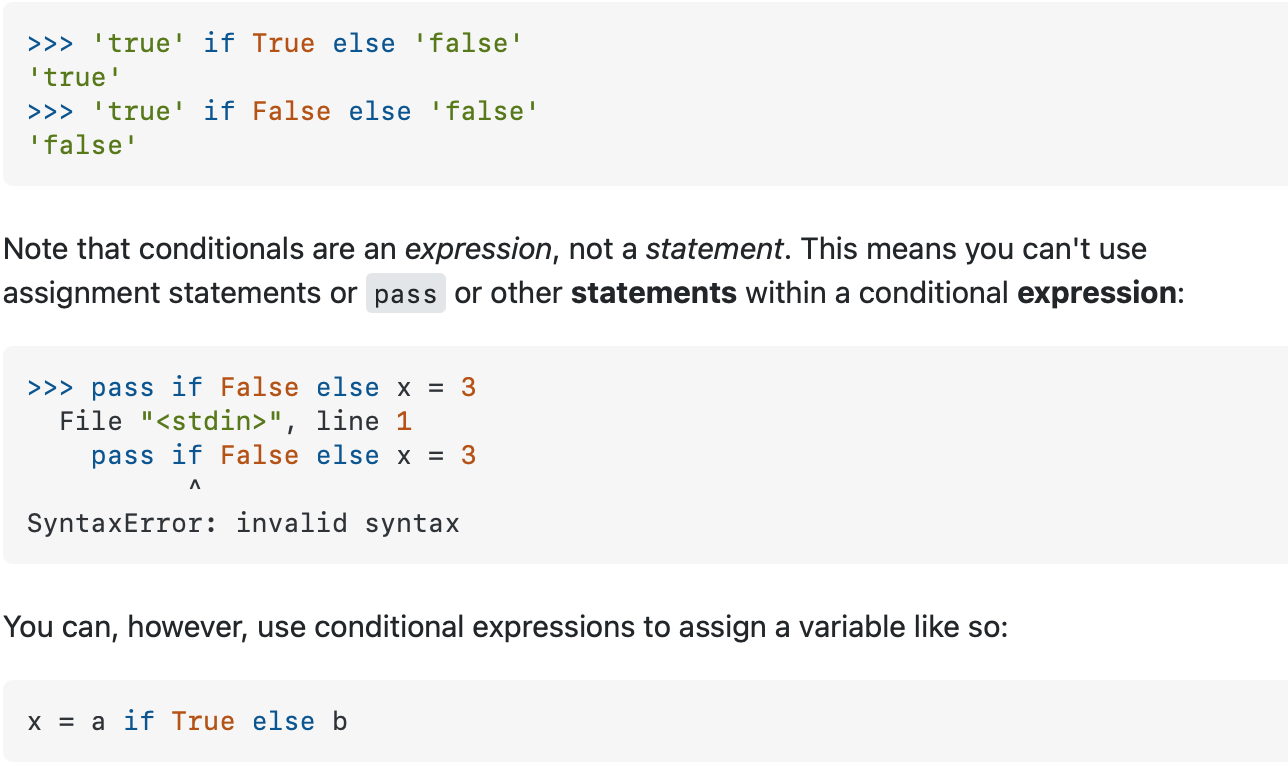 >>> 'true' if True else 'false'
'true'
>>> 'true' if False else 'false'
'false'
Note that conditionals are an expression, not a statement. This means you can't use
assignment statements or pass or other statements within a conditional expression:
>>> pass if False else x = 3
  File "<stdin>", line 1
    pass if False else x = 3
          ^
SyntaxError: invalid syntax
You can, however, use conditional expressions to assign a variable like so:
x = a if True else b